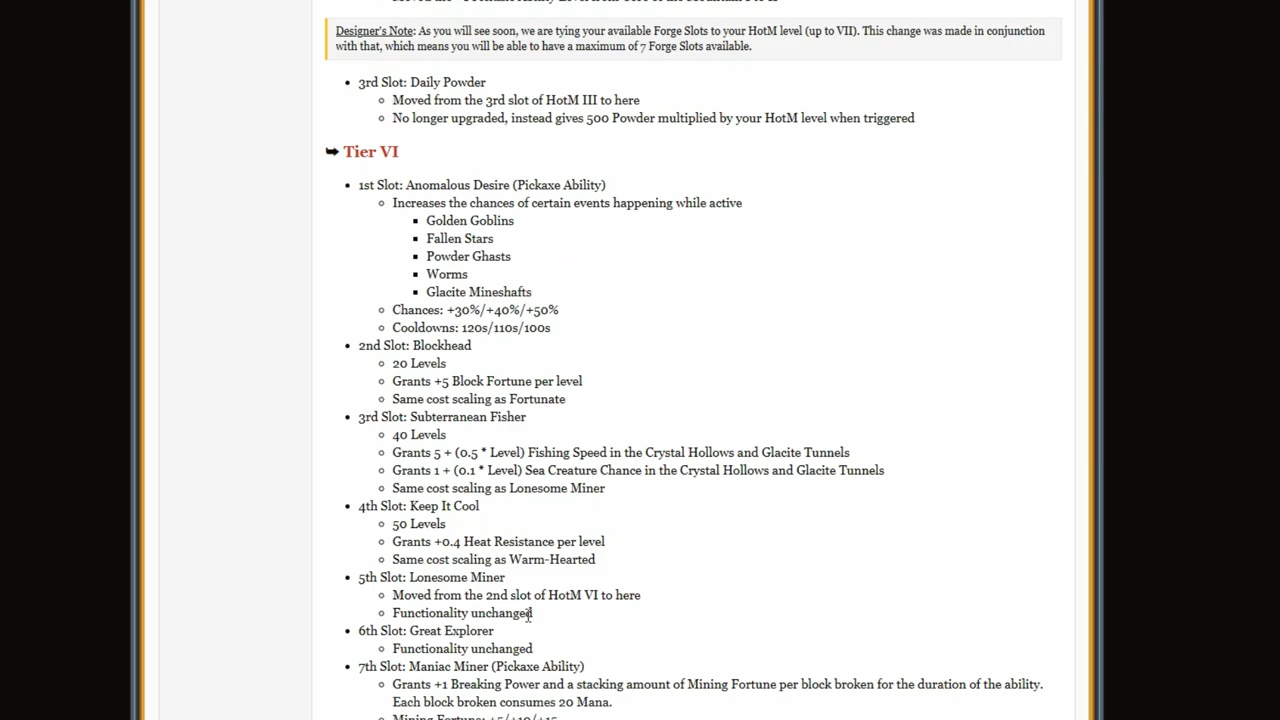 Designer's Note: As you will see soon, we are tying your available Forge Slots to your HotM level (up to VII). This change was made in conjunction
with that, which means you will be able to have a maximum of 7 Forge Slots available.
3rd Slot: Daily Powder
Moved from the 3rd slot of HotM III to here
No longer upgraded, instead gives 500 Powder multiplied by your HotM level when triggered
➥ Tier VI
1st Slot: Anomalous Desire (Pickaxe Ability)
Increases the chances of certain events happening while active
Golden Goblins
Fallen Stars
Powder Ghasts
Worms
Glacite Mineshafts
Chances: +30%/+40%/+50%
Cooldowns: 120s/110s/100s
2nd Slot: Blockhead
20 Levels
Grants +5 Block Fortune per level
Same cost scaling as Fortunate
3rd Slot: Subterranean Fisher
40 Levels
Grants 5 + (0.5 * Level) Fishing Speed in the Crystal Hollows and Glacite Tunnels
Grants 1 + (0.1 * Level) Sea Creature Chance in the Crystal Hollows and Glacite Tunnels
Same cost scaling as Lonesome Miner
4th Slot: Keep It Cool
50 Levels
Grants +0.4 Heat Resistance per level
Same cost scaling as Warm-Hearted
5th Slot: Lonesome Miner
Moved from the 2nd slot of HotM VI to here
Functionality unchanged
6th Slot: Great Explorer
Functionality unchanged
7th Slot: Maniac Miner (Pickaxe Ability)
Grants +1 Breaking Power and a stacking amount of Mining Fortune per block broken for the duration of the ability.
Each block broken consumes 20 Mana.
Mining Fortune: +5/+10/+15